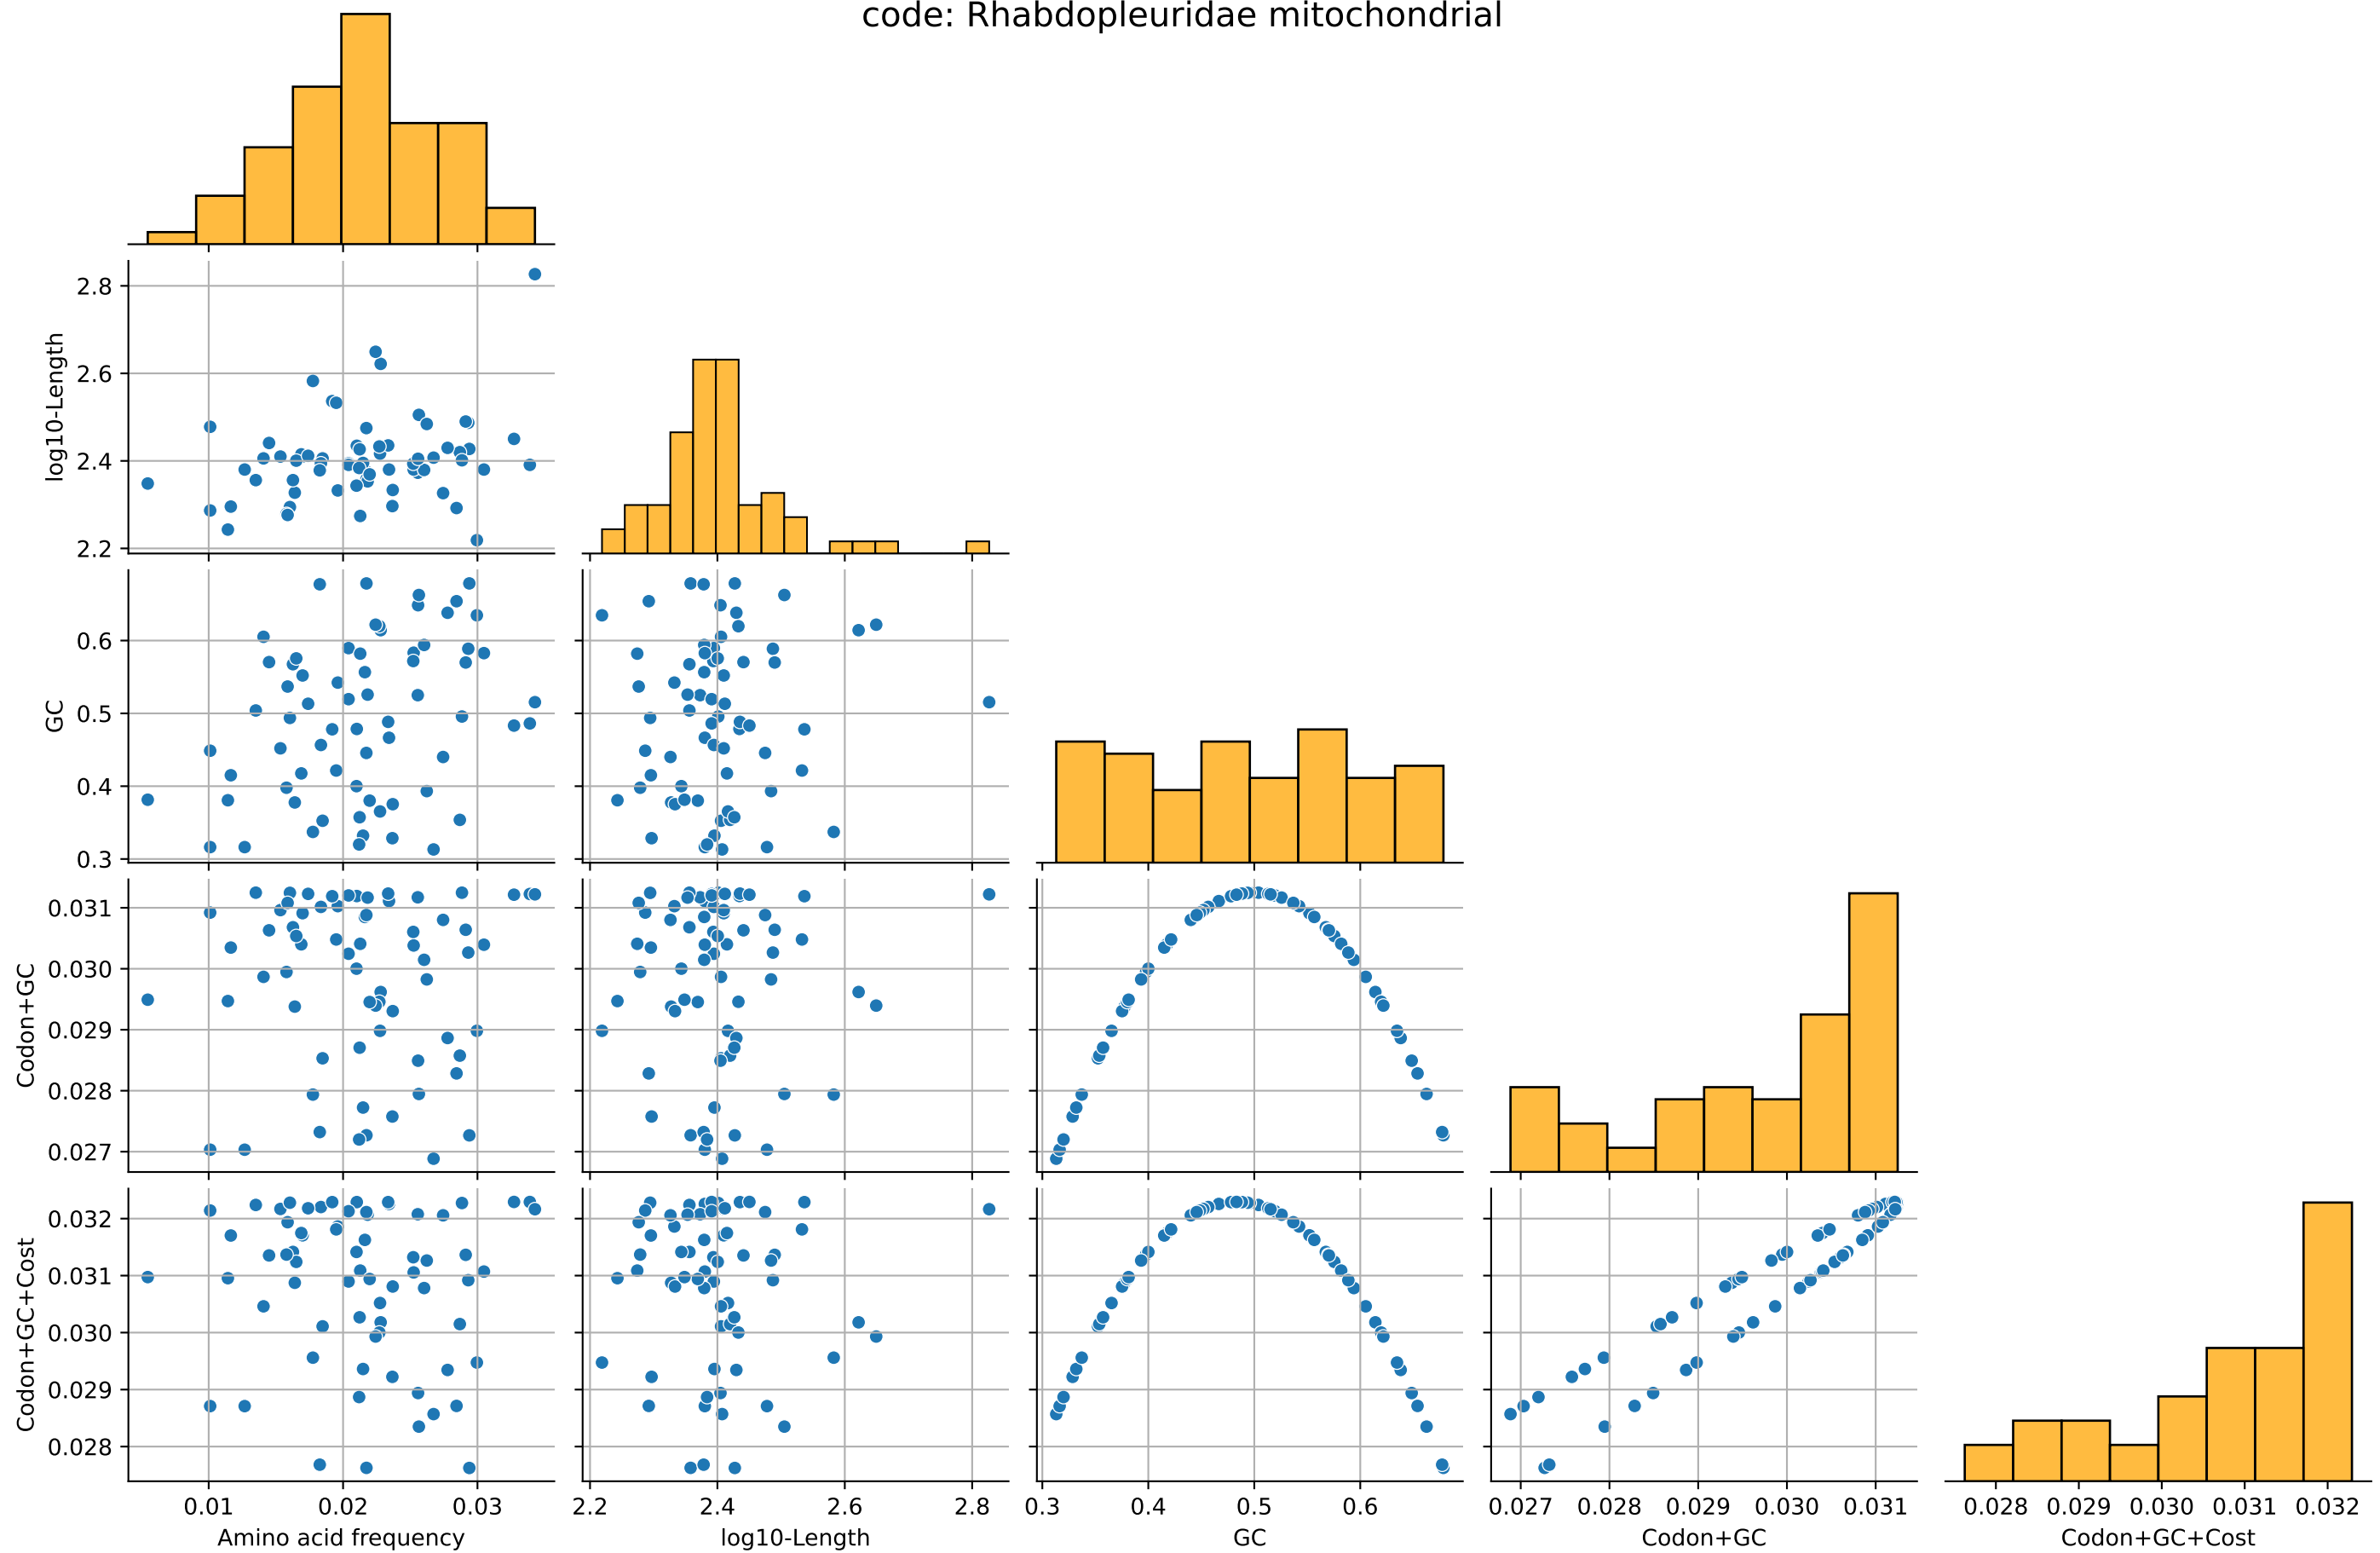 code: Rhabdopleuridae mitochondrial
2.8
2.6
2.4
2.2
log10-Length
0.6
0.5
0.4
0.3
GC
0.031
0.030
0.029
0.028
0.027
Codon+GC
0.032
0.031
0.030
0.029
0.028
Codon+GC+Cost
0.01 0.02 0.03
Amino acid frequency
2.2 2.4 2.6 2.8
log10-Length
0.3 0.4 0.5 0.6
GC
0.027 0.028 0.029 0.030 0.031
Codon+GC
0.028 0.029 0.030 0.031 0.032
Codon+GC+Cost